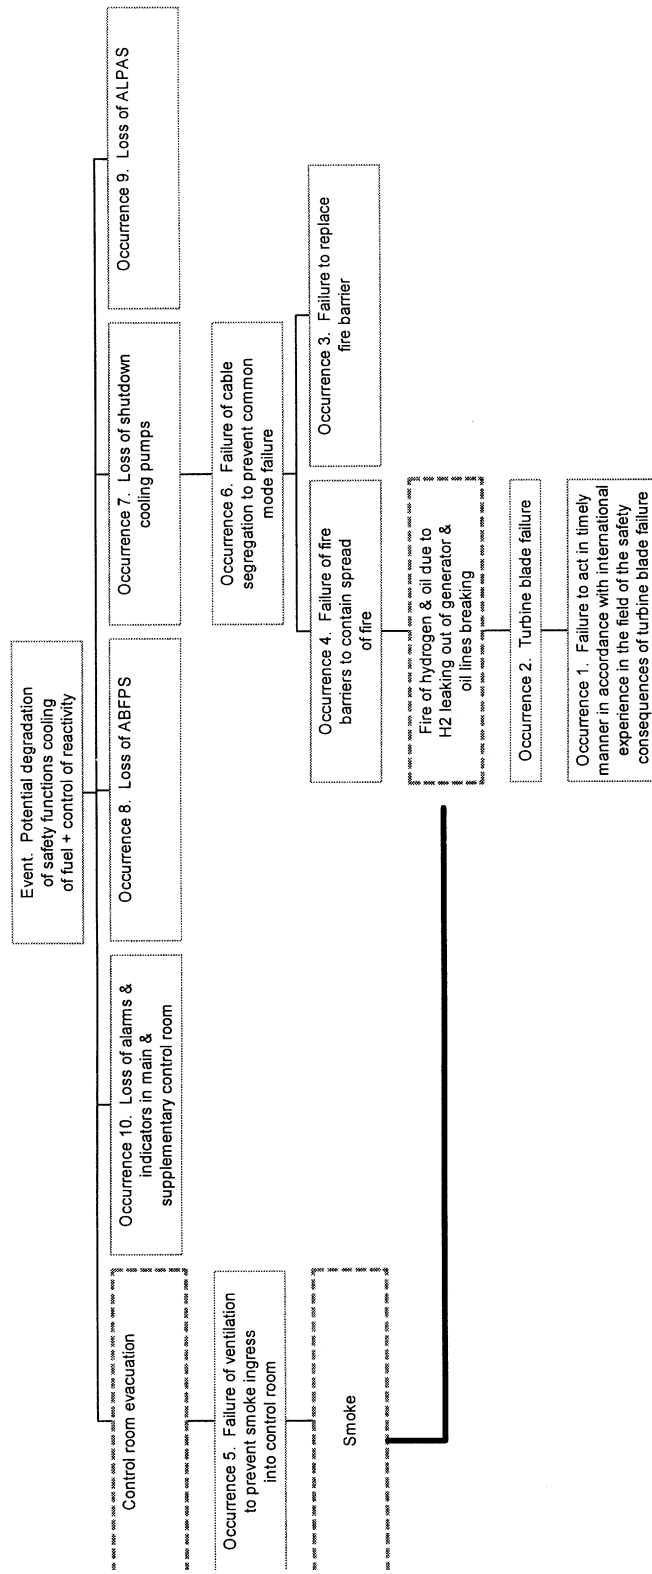 Event. Potential degradation
of safety functions cooling
of fuel + control of reactivity
Control room evacuation
Occurrence 10. Loss of alarms &
indicators in main &
supplementary control room
Occurrence 8. Loss of ABFPS
Occurrence 7. Loss of shutdown
cooling pumps
Occurrence 9. Loss of ALPAS
Occurrence 5. Failure of ventilation
to prevent smoke ingress
into control room
Occurrence 6. Failure of cable
segregation to prevent common
mode failure
Smoke
Occurrence 4. Failure of fire
barriers to contain spread
of fire
Occurrence 3. Failure to replace
fire barrier
Fire of hydrogen & oil due to
H2 leaking out of generator &
oil lines breaking
Occurrence 2. Turbine blade failure
Occurrence 1. Failure to act in timely
manner in accordance with international
experience in the field of the safety
consequences of turbine blade failure